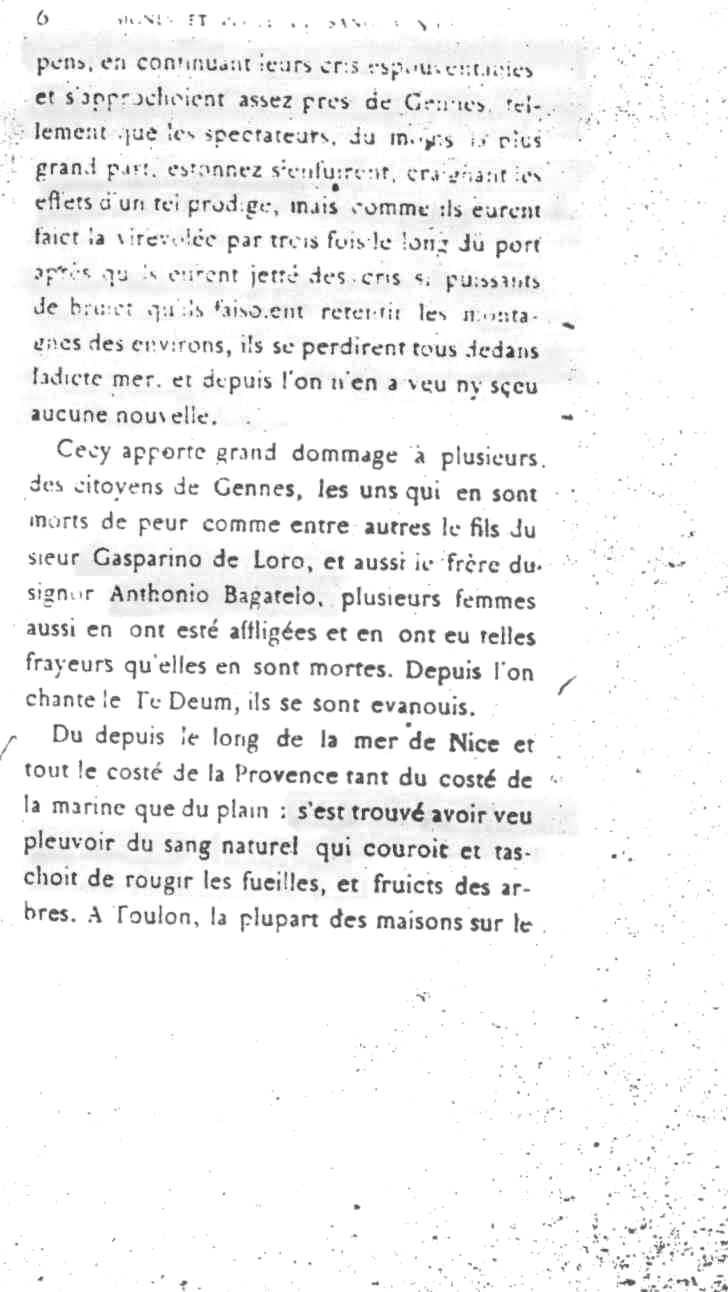 6 SIGNES ET
pens, en continuant leurs cris espouventables
et s'approchoient assez pres de Gennes, tel-
lement que les spectateurs, du moins la plus
grand part, estonnez s'enfuirent, craignant les
effets d'un tel prodige, mais comme ils eurent
faict la virevolée par trois fois le long du port
après qu'ils eurent jetté des cris si puissants
de bruict qu'ils faisoient retentir les monta-
gnes des environs, ils se perdirent tous dedans
ladicte mer, et depuis l'on n'en a veu ny sçeu
aucune nouvelle.
Cecy apporte grand dommage à plusieurs
des citoyens de Gennes, les uns qui en sont
morts de peur comme entre autres le fils du
sieur Gasparino de Loro, et aussi le frère du
signor Anthonio Bagatelo, plusieurs femmes
aussi en ont esté affligées et en ont eu telles
frayeurs qu'elles en sont mortes. Depuis l'on
chante le Te Deum, ils se sont evanouis.
Du depuis le long de la mer de Nice et
tout le costé de la Provence tant du costé de
la marine que du plain : s'est trouvé avoir veu
pleuvoir du sang naturel qui couroit et tas-
choit de rougir les fueilles, et fruicts des ar-
bres. A Toulon, la plupart des maisons sur le